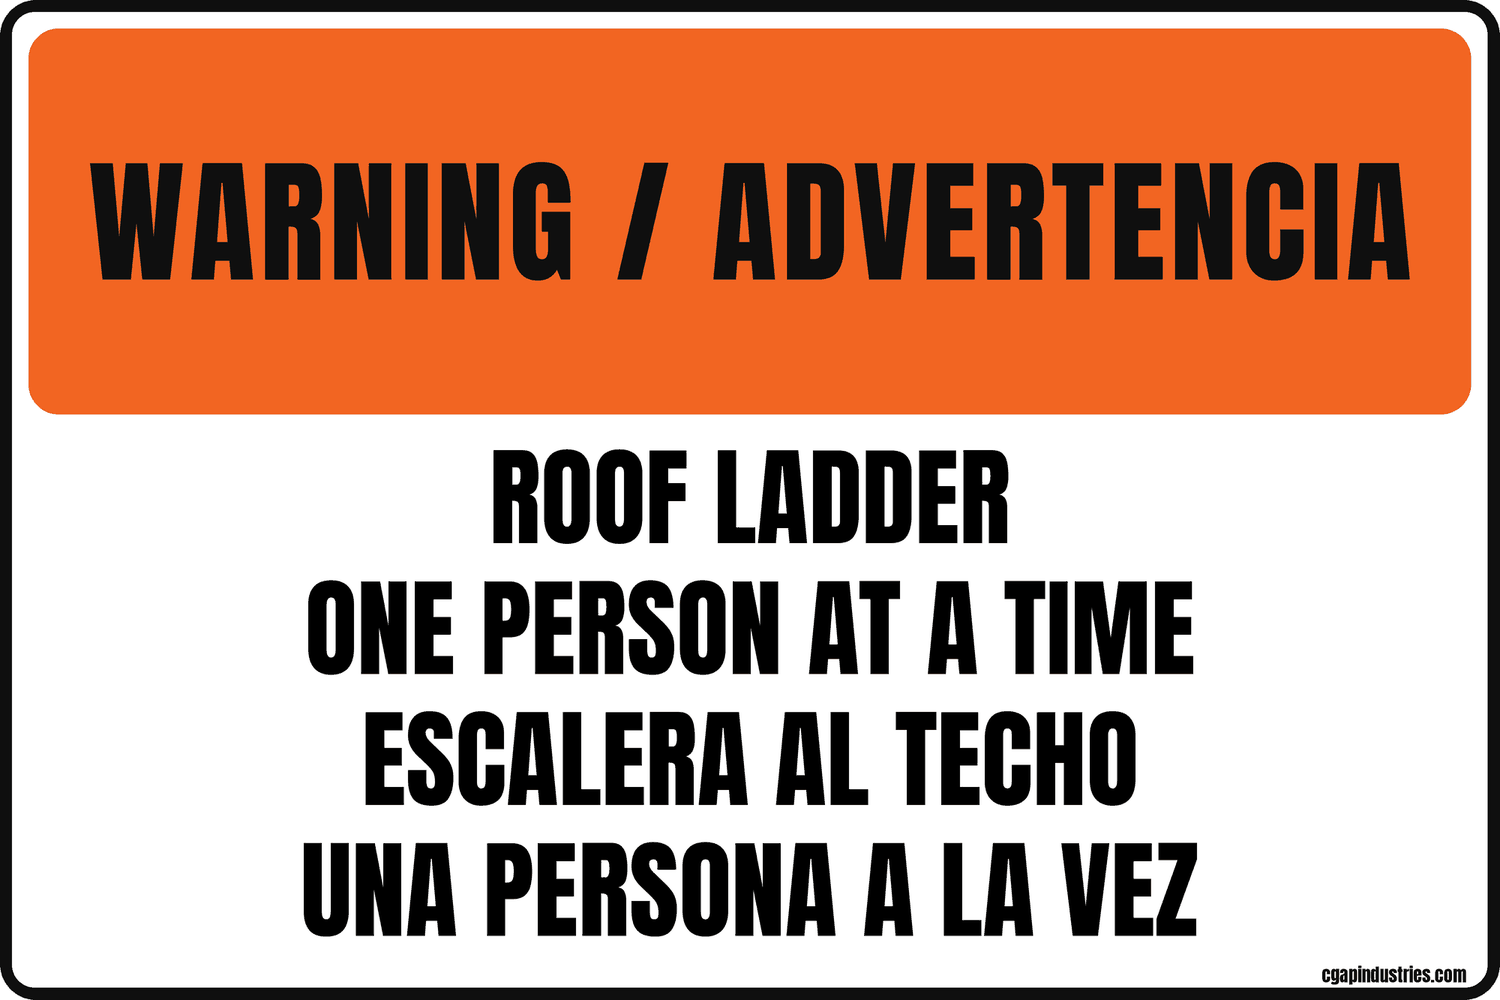 WARNING / ADVERTENCIA
ROOF LADDER
ONE PERSON AT A TIME
ESCALERA AL TECHO
UNA PERSONA A LA VEZ
cgapindustries.com